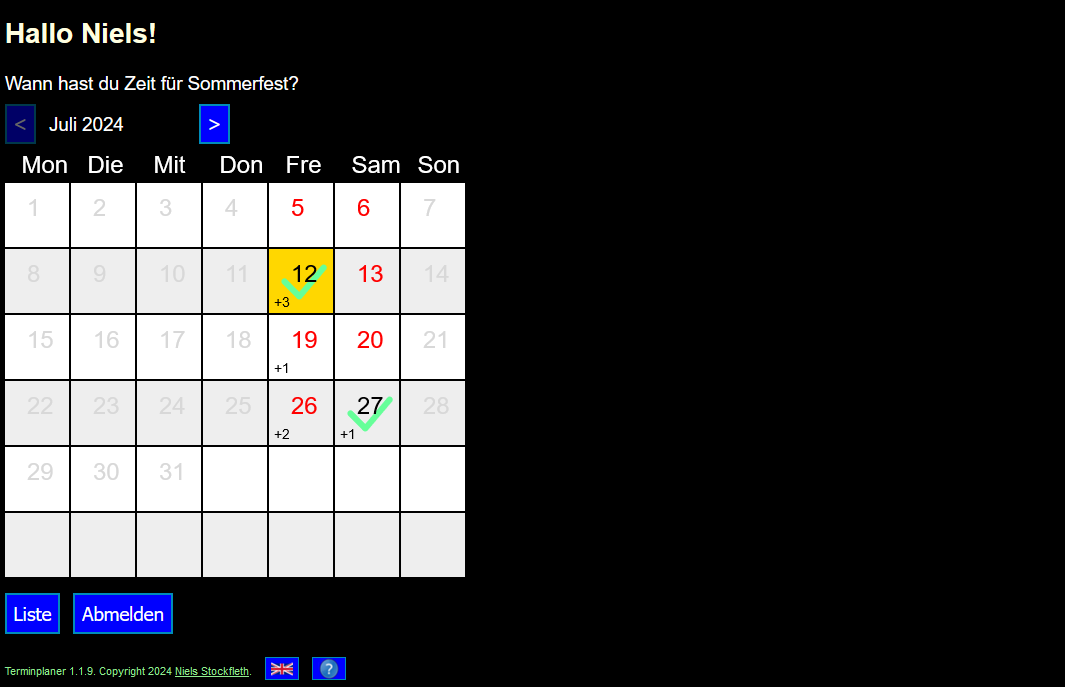 Hallo Niels!
Wann hast du Zeit für Sommerfest?
< Juli 2024 >
Mon Die Mit Don Fre Sam Son
1 2 3 4 5 6 7
8 9 10 11 12 13 14
+3
15 16 17 18 19 20 21
+1
22 23 24 25 26 27 28
+2 +1
29 30 31
Liste Abmelden
Terminplaner 1.1.9. Copyright 2024 Niels Stockfleth. ?